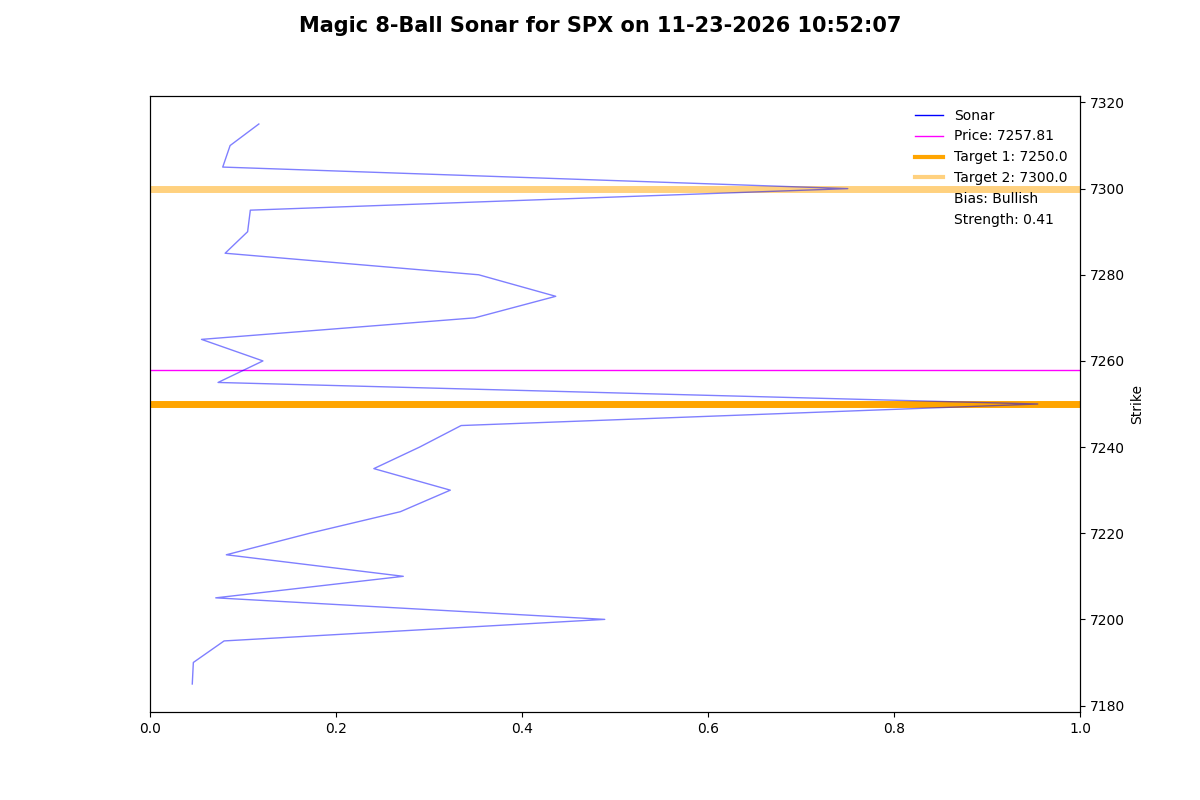 Magic 8-Ball Sonar for SPX on 11-23-2026 10:52:07
Sonar
Price: 7257.81
Target 1: 7250.0
Target 2: 7300.0
Bias: Bullish
Strength: 0.41
7320
7300
7280
7260
7240
7220
7200
7180
Strike
0.0 0.2 0.4 0.6 0.8 1.0